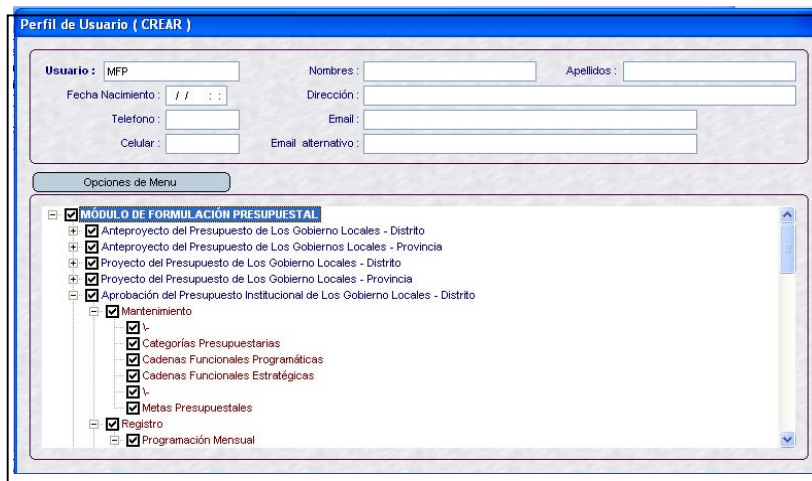 Perfil de Usuario ( CREAR )
Usuario : MFP Nombres : Apellidos :
Fecha Nacimiento : / / : : Dirección :
Telefono : Email :
Celular : Email alternativo :
Opciones de Menu
MÓDULO DE FORMULACIÓN PRESUPUESTAL
Anteproyecto del Presupuesto de Los Gobierno Locales - Distrito
Anteproyecto del Presupuesto de Los Gobiernos Locales - Provincia
Proyecto del Presupuesto de Los Gobierno Locales - Distrito
Proyecto del Presupuesto de Los Gobierno Locales - Provincia
Aprobación del Presupuesto Institucional de Los Gobierno Locales - Distrito
Mantenimiento
\-
Categorías Presupuestarias
Cadenas Funcionales Programáticas
Cadenas Funcionales Estratégicas
\-
Metas Presupuestales
Registro
Programación Mensual